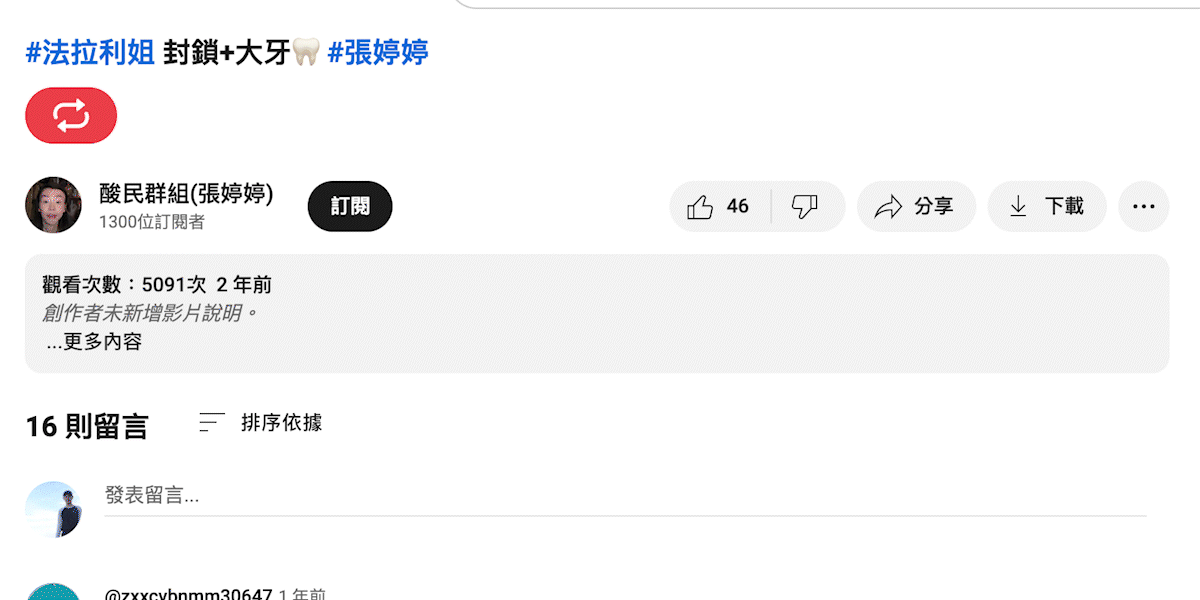 #法拉利姐 封鎖+大牙🦷 #張婷婷
酸民群組(張婷婷)
1300位訂閱者
訂閱
46
分享
下載
觀看次數：5091次 2 年前
創作者未新增影片說明。
...更多內容
16 則留言
排序依據
發表留言...
@zxxcvbnmm30647 1 年前